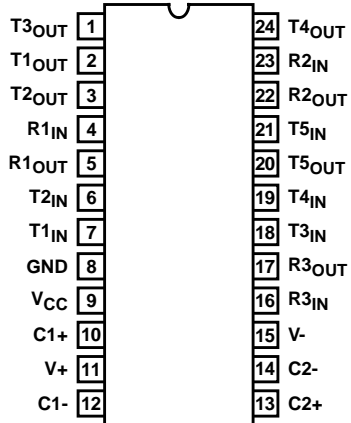 T3OUT 1 24 T4OUT
T1OUT 2 23 R2IN
T2OUT 3 22 R2OUT
R1IN 4 21 T5IN
R1OUT 5 20 T5OUT
T2IN 6 19 T4IN
T1IN 7 18 T3IN
GND 8 17 R3OUT
VCC 9 16 R3IN
C1+ 10 15 V-
V+ 11 14 C2-
C1- 12 13 C2+